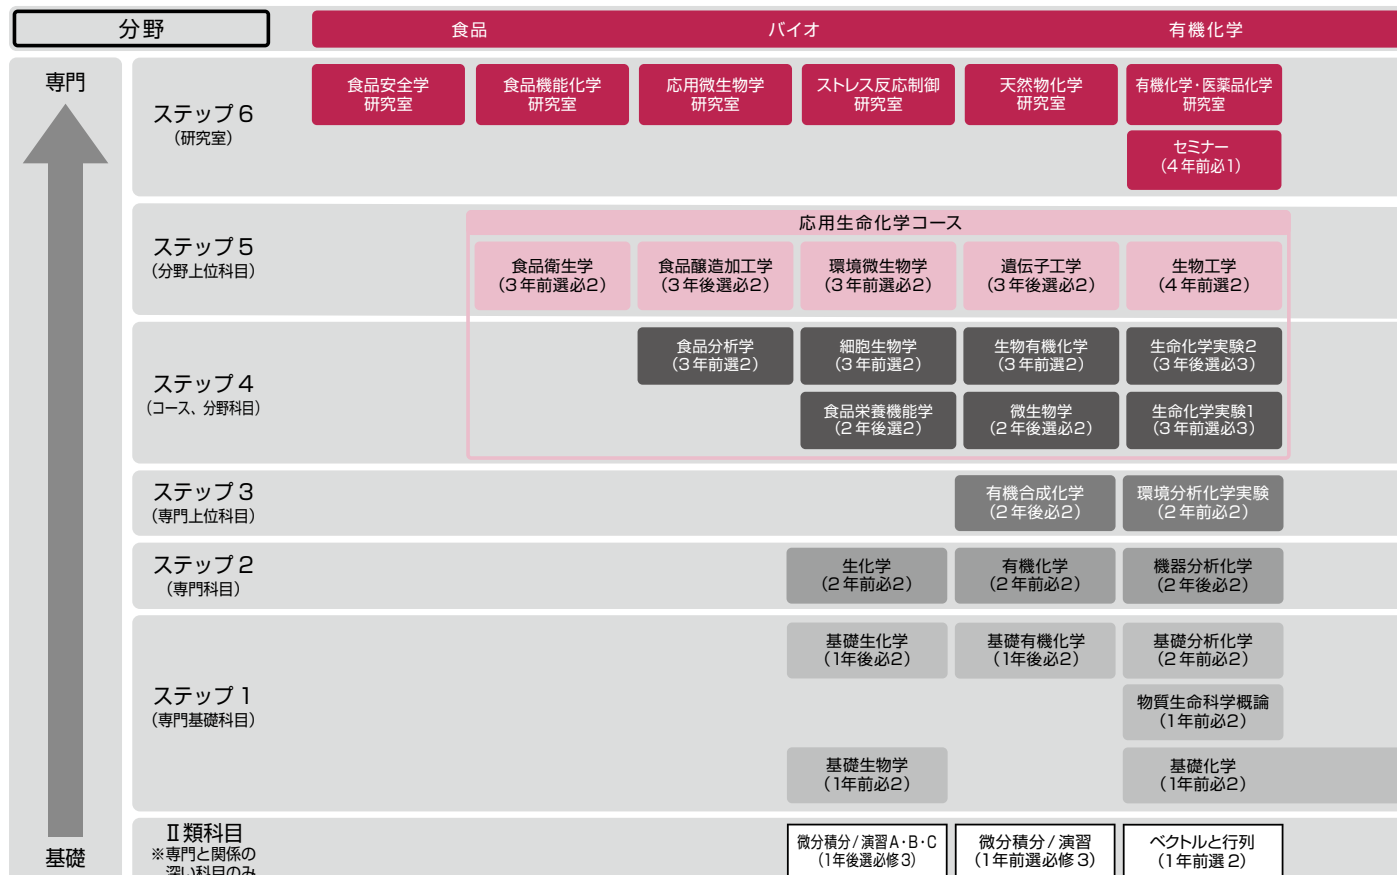 分野
食品
バイオ
有機化学
専門
ステップ6
（研究室）
食品安全学
研究室
食品機能化学
研究室
応用微生物学
研究室
ストレス反応制御
研究室
天然物化学
研究室
有機化学・医薬品化学
研究室
セミナー
（4年前必1）
応用生命化学コース
ステップ5
（分野上位科目）
食品衛生学
（3年前選必2）
食品醸造加工学
（3年後選必2）
環境微生物学
（3年前選必2）
遺伝子工学
（3年後選必2）
生物工学
（4年前選2）
ステップ4
（コース、分野科目）
食品分析学
（3年前選2）
細胞生物学
（3年前選2）
生物有機化学
（3年前選2）
生命化学実験2
（3年後選必3）
食品栄養機能学
（2年後選2）
微生物学
（2年後選必2）
生命化学実験1
（3年前選必3）
ステップ3
（専門上位科目）
有機合成化学
（2年後必2）
環境分析化学実験
（2年前必2）
ステップ2
（専門科目）
生化学
（2年前必2）
有機化学
（2年前必2）
機器分析化学
（2年後必2）
ステップ1
（専門基礎科目）
基礎生化学
（1年後必2）
基礎有機化学
（1年後必2）
基礎分析化学
（2年前必2）
物質生命科学概論
（1年前必2）
基礎生物学
（1年前必2）
基礎化学
（1年前必2）
基礎
Ⅱ類科目
※専門と関係の
深い科目のみ
微分積分/演習A・B・C
（1年後選必修3）
微分積分/演習
（1年前選必修3）
ベクトルと行列
（1年前選2）